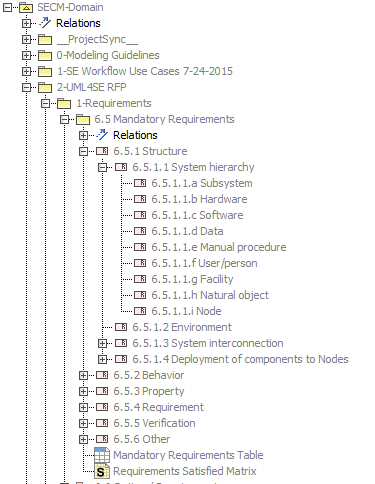 SECM-Domain
Relations
__ProjectSync__
0-Modeling Guidelines
1-SE Workflow Use Cases 7-24-2015
2-UML4SE RFP
1-Requirements
6.5 Mandatory Requirements
Relations
6.5.1 Structure
6.5.1.1 System hierarchy
6.5.1.1.a Subsystem
6.5.1.1.b Hardware
6.5.1.1.c Software
6.5.1.1.d Data
6.5.1.1.e Manual procedure
6.5.1.1.f User/person
6.5.1.1.g Facility
6.5.1.1.h Natural object
6.5.1.1.i Node
6.5.1.2 Environment
6.5.1.3 System interconnection
6.5.1.4 Deployment of components to Nodes
6.5.2 Behavior
6.5.3 Property
6.5.4 Requirement
6.5.5 Verification
6.5.6 Other
Mandatory Requirements Table
Requirements Satisfied Matrix